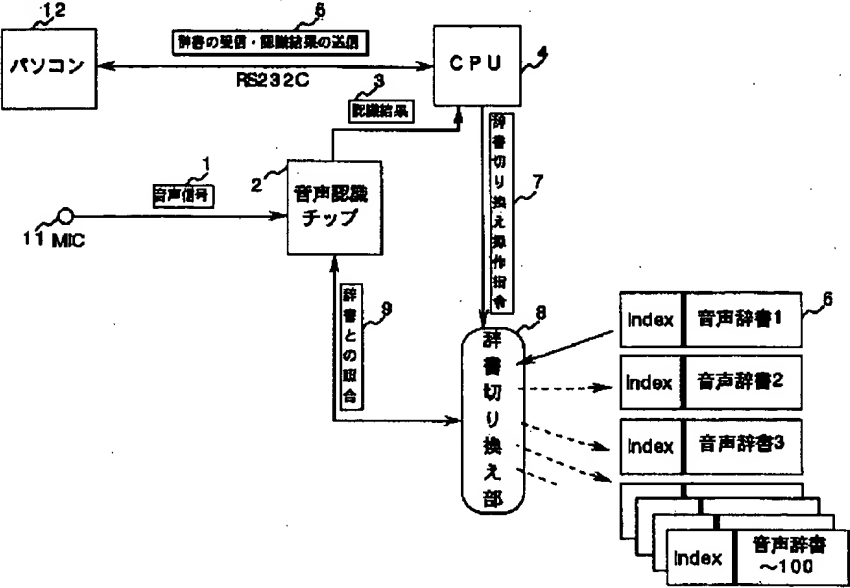 12
パソコン
5
辞書の受信・認識結果の送信
RS232C
CPU
4
3
認識結果
1
音声信号
2
音声認識
チップ
11 MIC
辞書切り換え操作指令
7
辞書との照合
9
8
辞書切り換え部
6
Index 音声辞書1
Index 音声辞書2
Index 音声辞書3
Index 音声辞書
～100